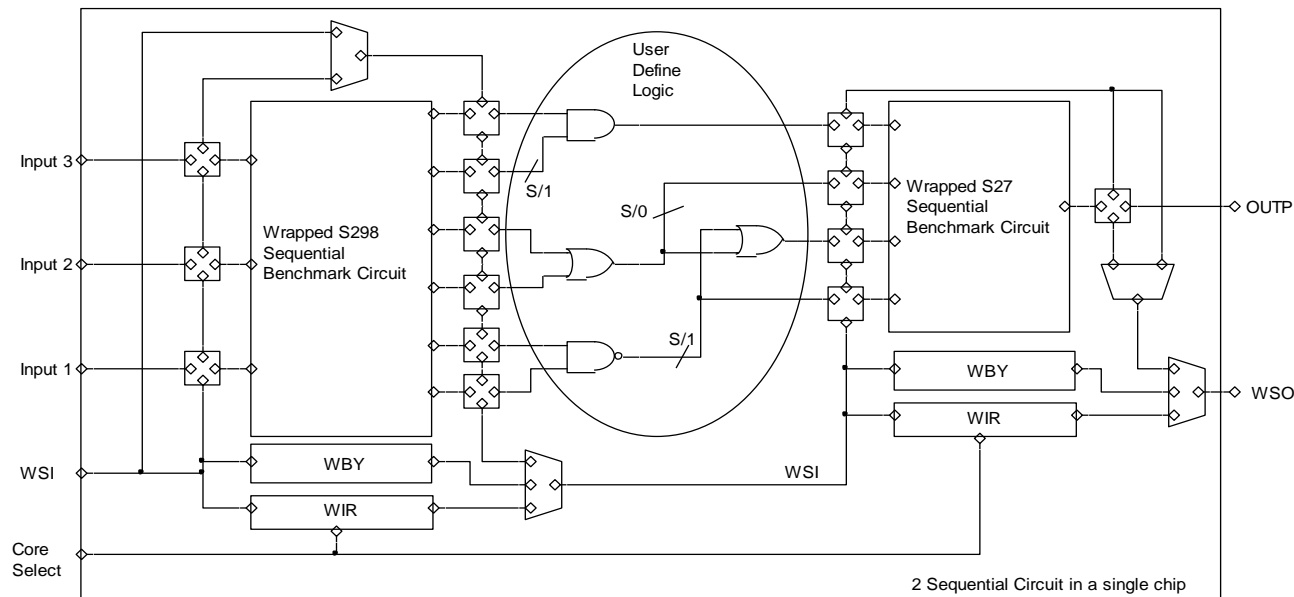 User
Define
Logic
Input 3
S/1
S/0
Wrapped S27
Sequential
Benchmark Circuit
OUTP
Wrapped S298
Sequential
Benchmark Circuit
Input 2
S/1
Input 1
WBY
WSO
WIR
WSI
WBY
WSI
WIR
Core
Select
2 Sequential Circuit in a single chip